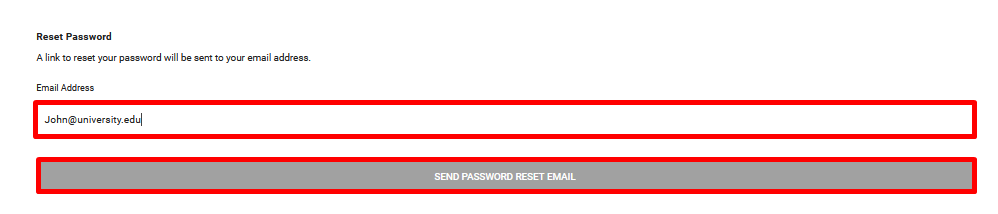 Reset Password
A link to reset your password will be sent to your email address.
Email Address
John@university.edu
SEND PASSWORD RESET EMAIL